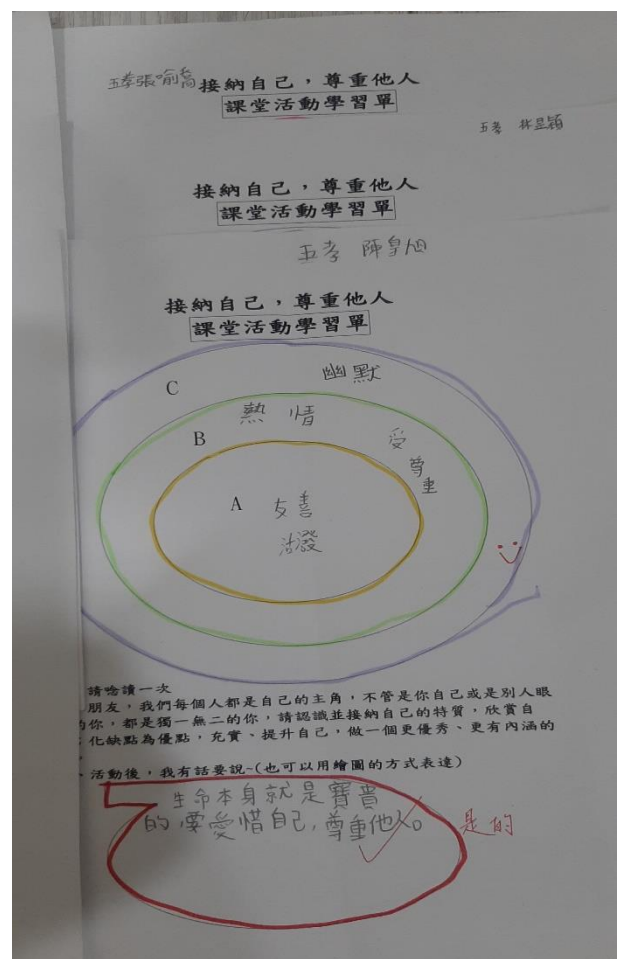 五孝張喻喬
接納自己，尊重他人
課堂活動學習單
五孝 林昱穎
接納自己，尊重他人
課堂活動學習單
五孝 陳皇旭
接納自己，尊重他人
課堂活動學習單
C
幽默
熱情
B
受尊重
A
友善
活潑
請唸讀一次
朋友，我們每個人都是自己的主角，不管是你自己或是別人眼
的你，都是獨一無二的你，請認識並接納自己的特質，欣賞自
化缺點為優點，充實、提升自己，做一個更優秀、更有內涵的
活動後，我有話要說~(也可以用繪圖的方式表達)
生命本身就是寶貴
的，要愛惜自己，尊重他人。
是的